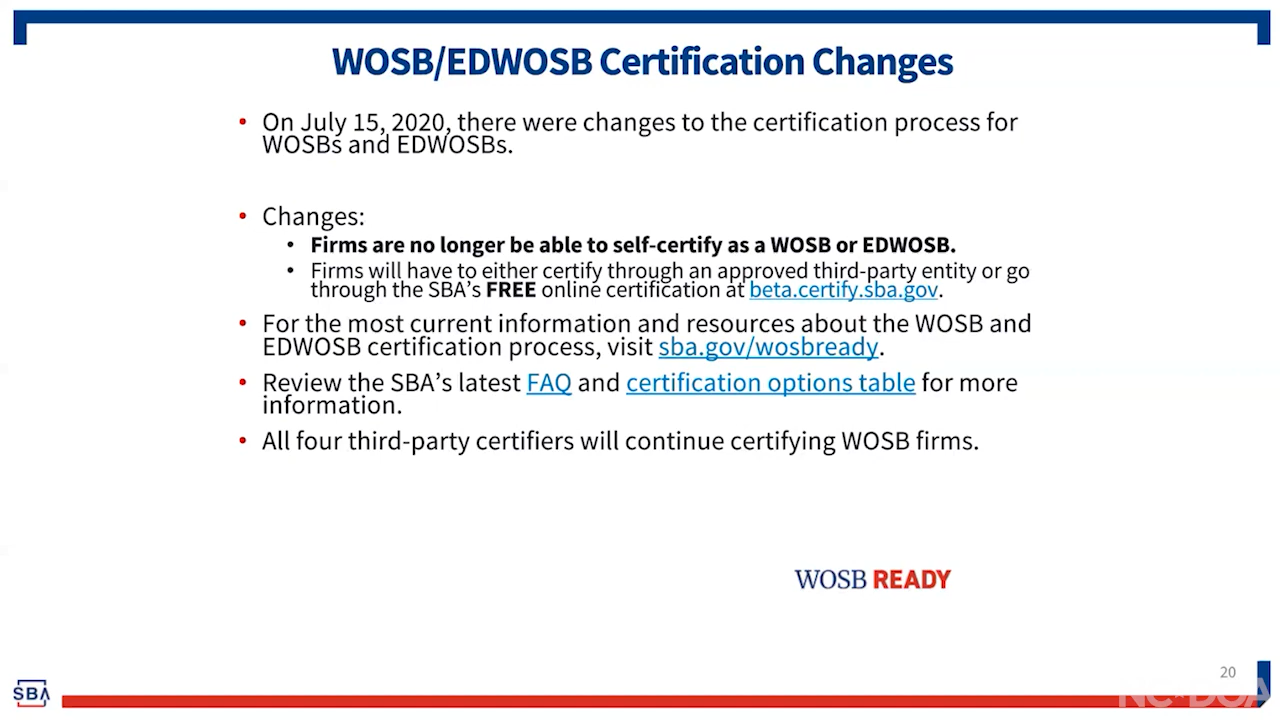 WOSB/EDWOSB Certification Changes
• On July 15, 2020, there were changes to the certification process for
WOSBs and EDWOSBs.
• Changes:
• Firms are no longer be able to self-certify as a WOSB or EDWOSB.
• Firms will have to either certify through an approved third-party entity or go
through the SBA's FREE online certification at beta.certify.sba.gov.
• For the most current information and resources about the WOSB and
EDWOSB certification process, visit sba.gov/wosbready.
• Review the SBA's latest FAQ and certification options table for more
information.
• All four third-party certifiers will continue certifying WOSB firms.
WOSB READY
20
SBA
NC*DOA